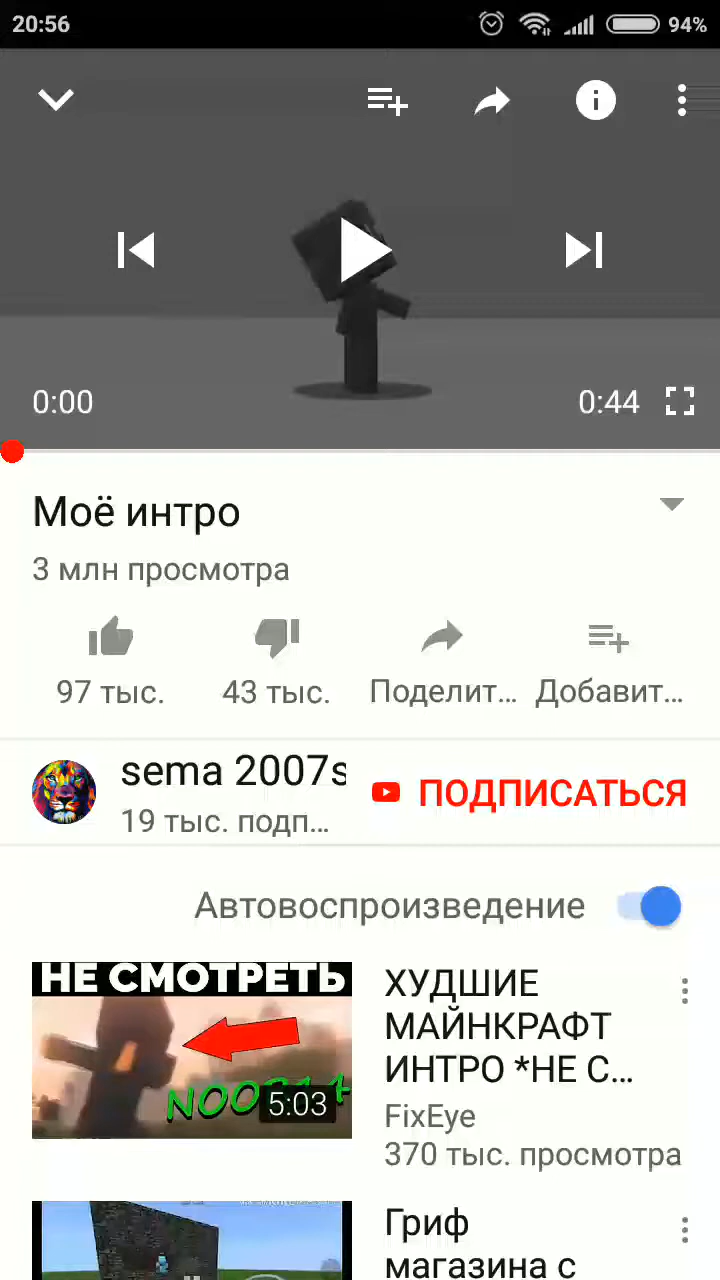 20:56
94%
0:00
0:44
Моё интро
3 млн просмотра
97 тыс.
43 тыс.
Поделит...
Добавит...
sema 2007s
19 тыс. подп...
ПОДПИСАТЬСЯ
Автовоспроизведение
НЕ СМОТРЕТЬ
5:03
ХУДШИЕ
МАЙНКРАФТ
ИНТРО *НЕ С...
FixEye
370 тыс. просмотра
Гриф
магазина с